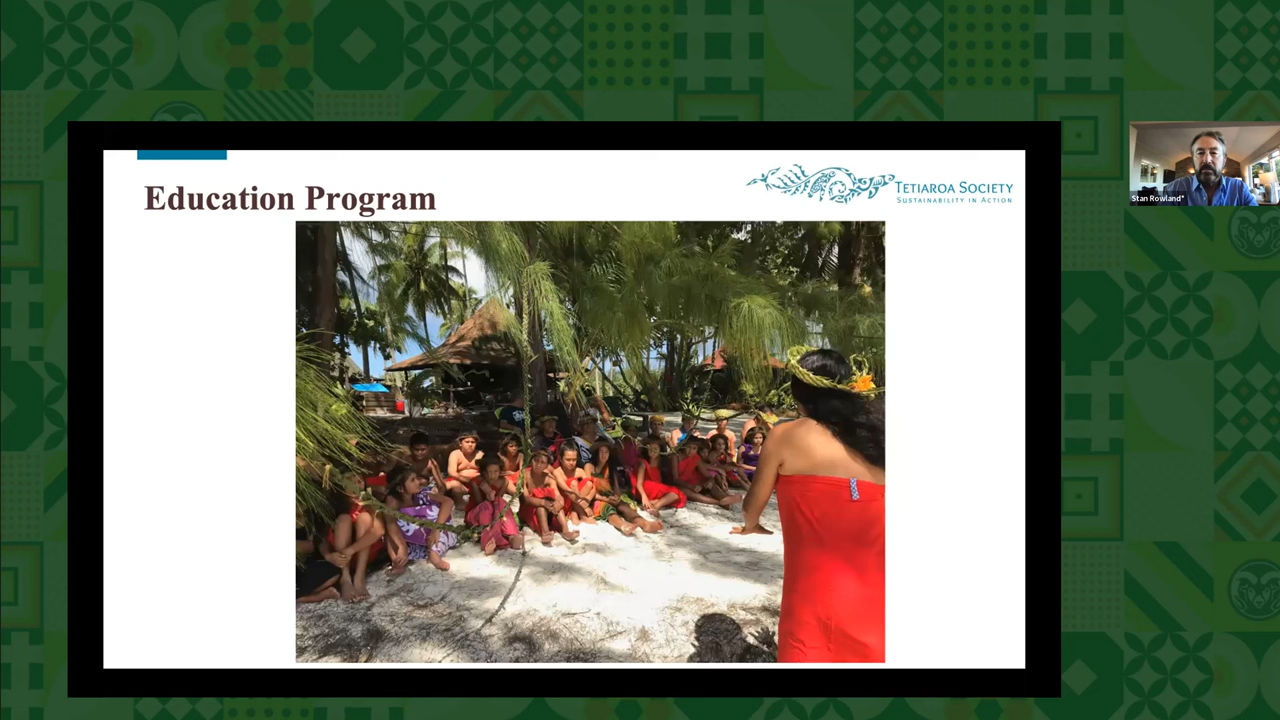 Education Program
TETIAROA SOCIETY
SUSTAINABILITY IN ACTION
Stan Rowland*